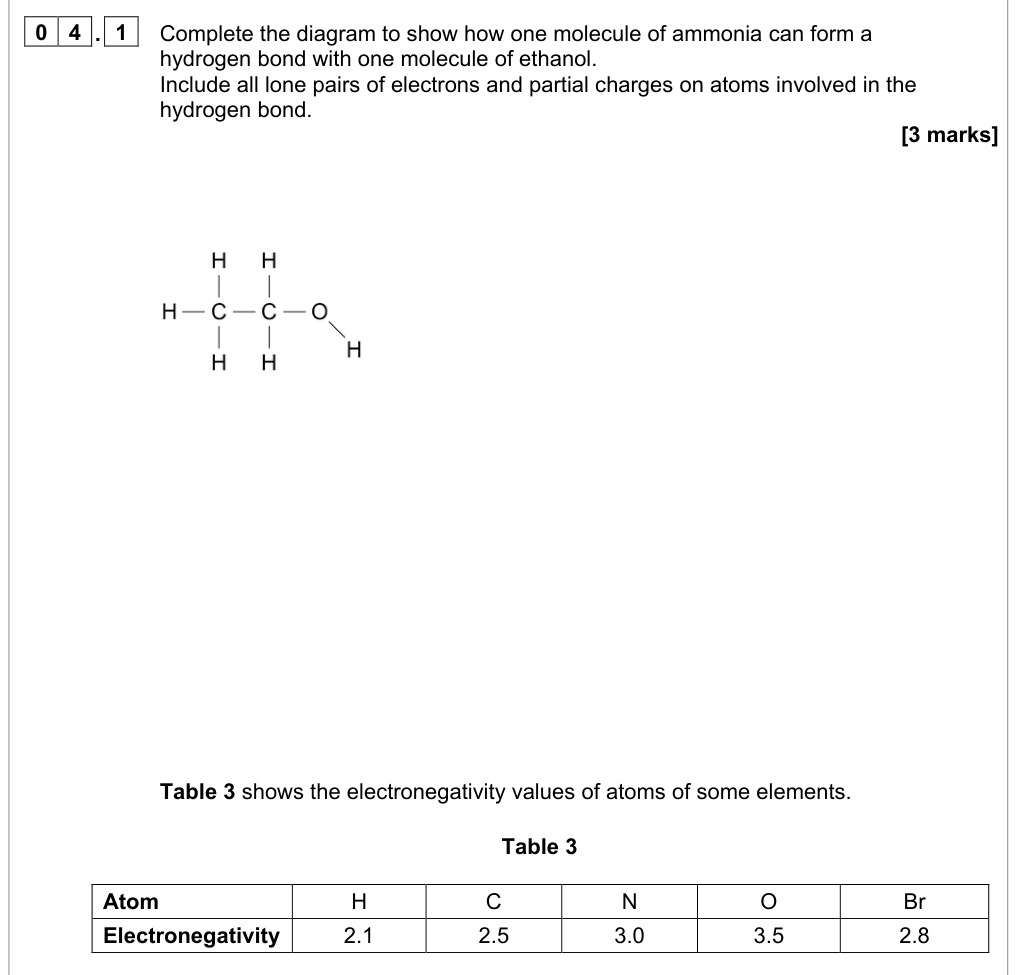 0 4 . 1 Complete the diagram to show how one molecule of ammonia can form a
hydrogen bond with one molecule of ethanol.
Include all lone pairs of electrons and partial charges on atoms involved in the
hydrogen bond.
[3 marks]
H H
H C C O
H
H H
Table 3 shows the electronegativity values of atoms of some elements.
Table 3
Atom H C N O Br
Electronegativity 2.1 2.5 3.0 3.5 2.8